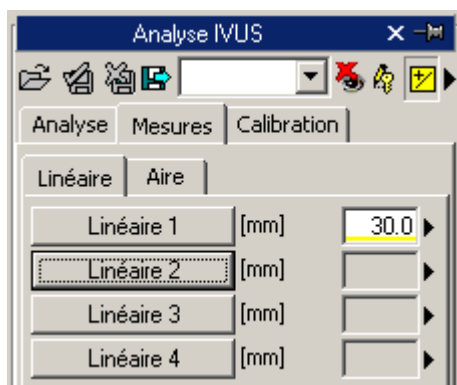 Analyse IVUS
Analyse Mesures Calibration
Linéaire Aire
Linéaire 1 [mm] 30.0
Linéaire 2 [mm]
Linéaire 3 [mm]
Linéaire 4 [mm]